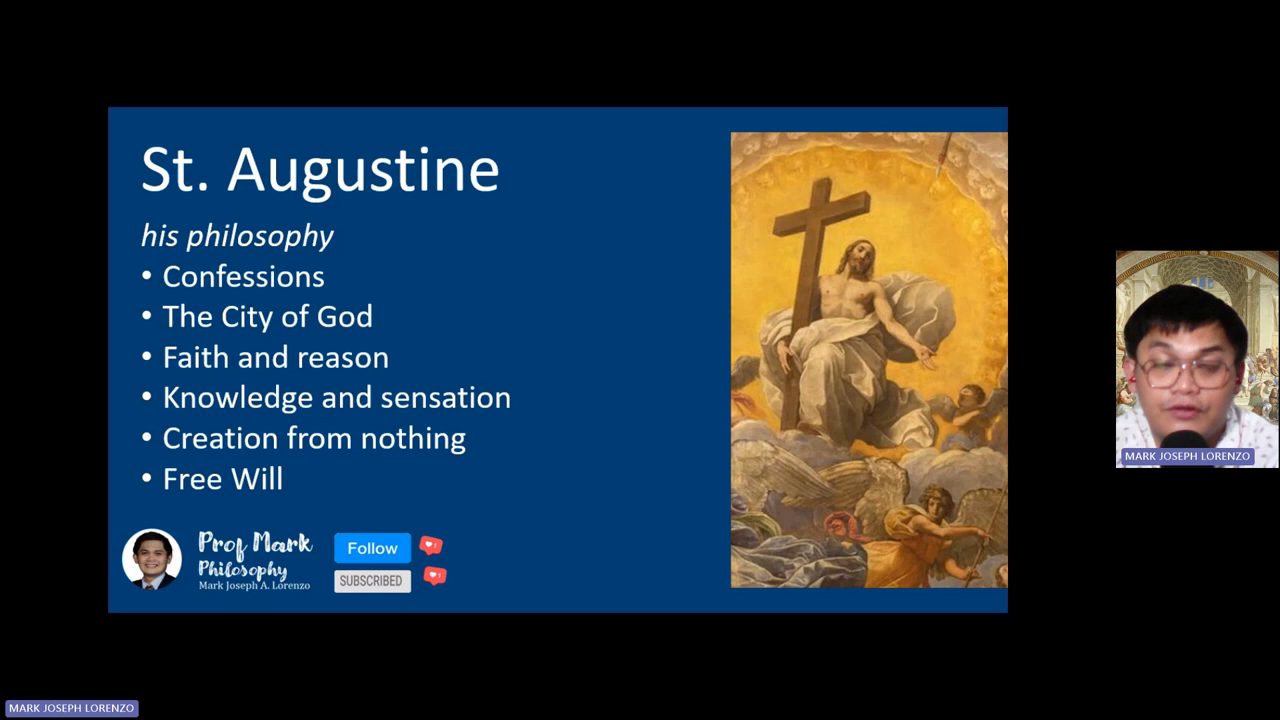 St. Augustine
his philosophy
• Confessions
• The City of God
• Faith and reason
• Knowledge and sensation
• Creation from nothing
• Free Will
Prof Mark
Philosophy
Mark Joseph A. Lorenzo
Follow
SUBSCRIBED
MARK JOSEPH LORENZO
MARK JOSEPH LORENZO